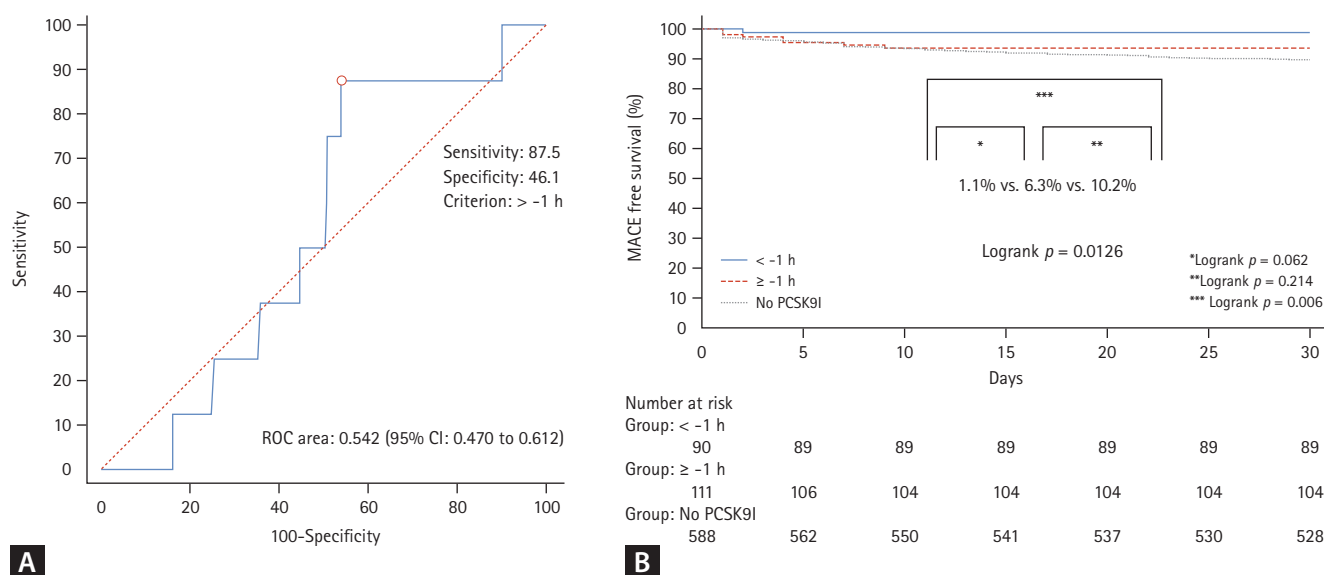 100
90
80
70
60
50
40
30
20
10
0
Sensitivity
Sensitivity: 87.5
Specificity: 46.1
Criterion: > -1 h
ROC area: 0.542 (95% CI: 0.470 to 0.612)
0 20 40 60 80 100
100-Specificity
A
100
90
80
70
60
50
40
30
20
10
0
MACE free survival (%)
***
* **
1.1% vs. 6.3% vs. 10.2%
Logrank p = 0.0126
< -1 h
≥ -1 h
No PCSK9I
*Logrank p = 0.062
**Logrank p = 0.214
*** Logrank p = 0.006
0 5 10 15 20 25 30
Days
Number at risk
Group: < -1 h
90 89 89 89 89 89 89
Group: ≥ -1 h
111 106 104 104 104 104 104
Group: No PCSK9I
588 562 550 541 537 530 528
B